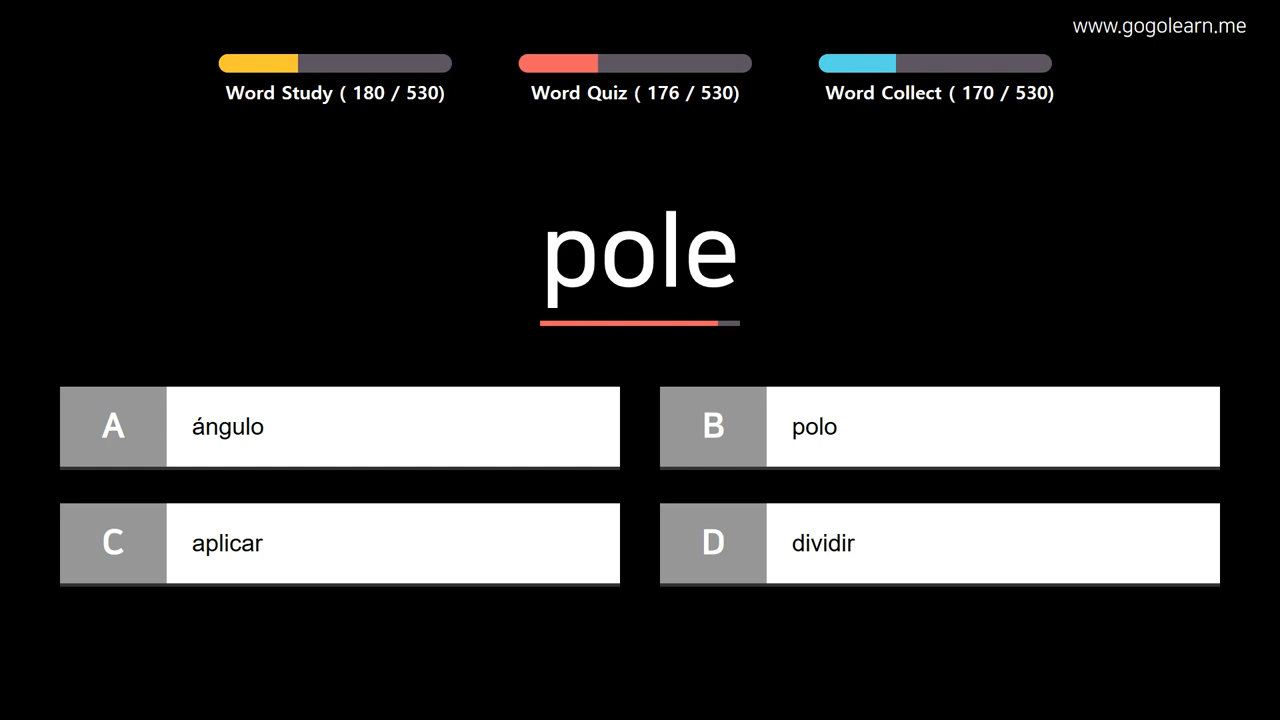 www.gogolearn.me
Word Study ( 180 / 530)
Word Quiz ( 176 / 530)
Word Collect ( 170 / 530)
pole
A ángulo
B polo
C aplicar
D dividir